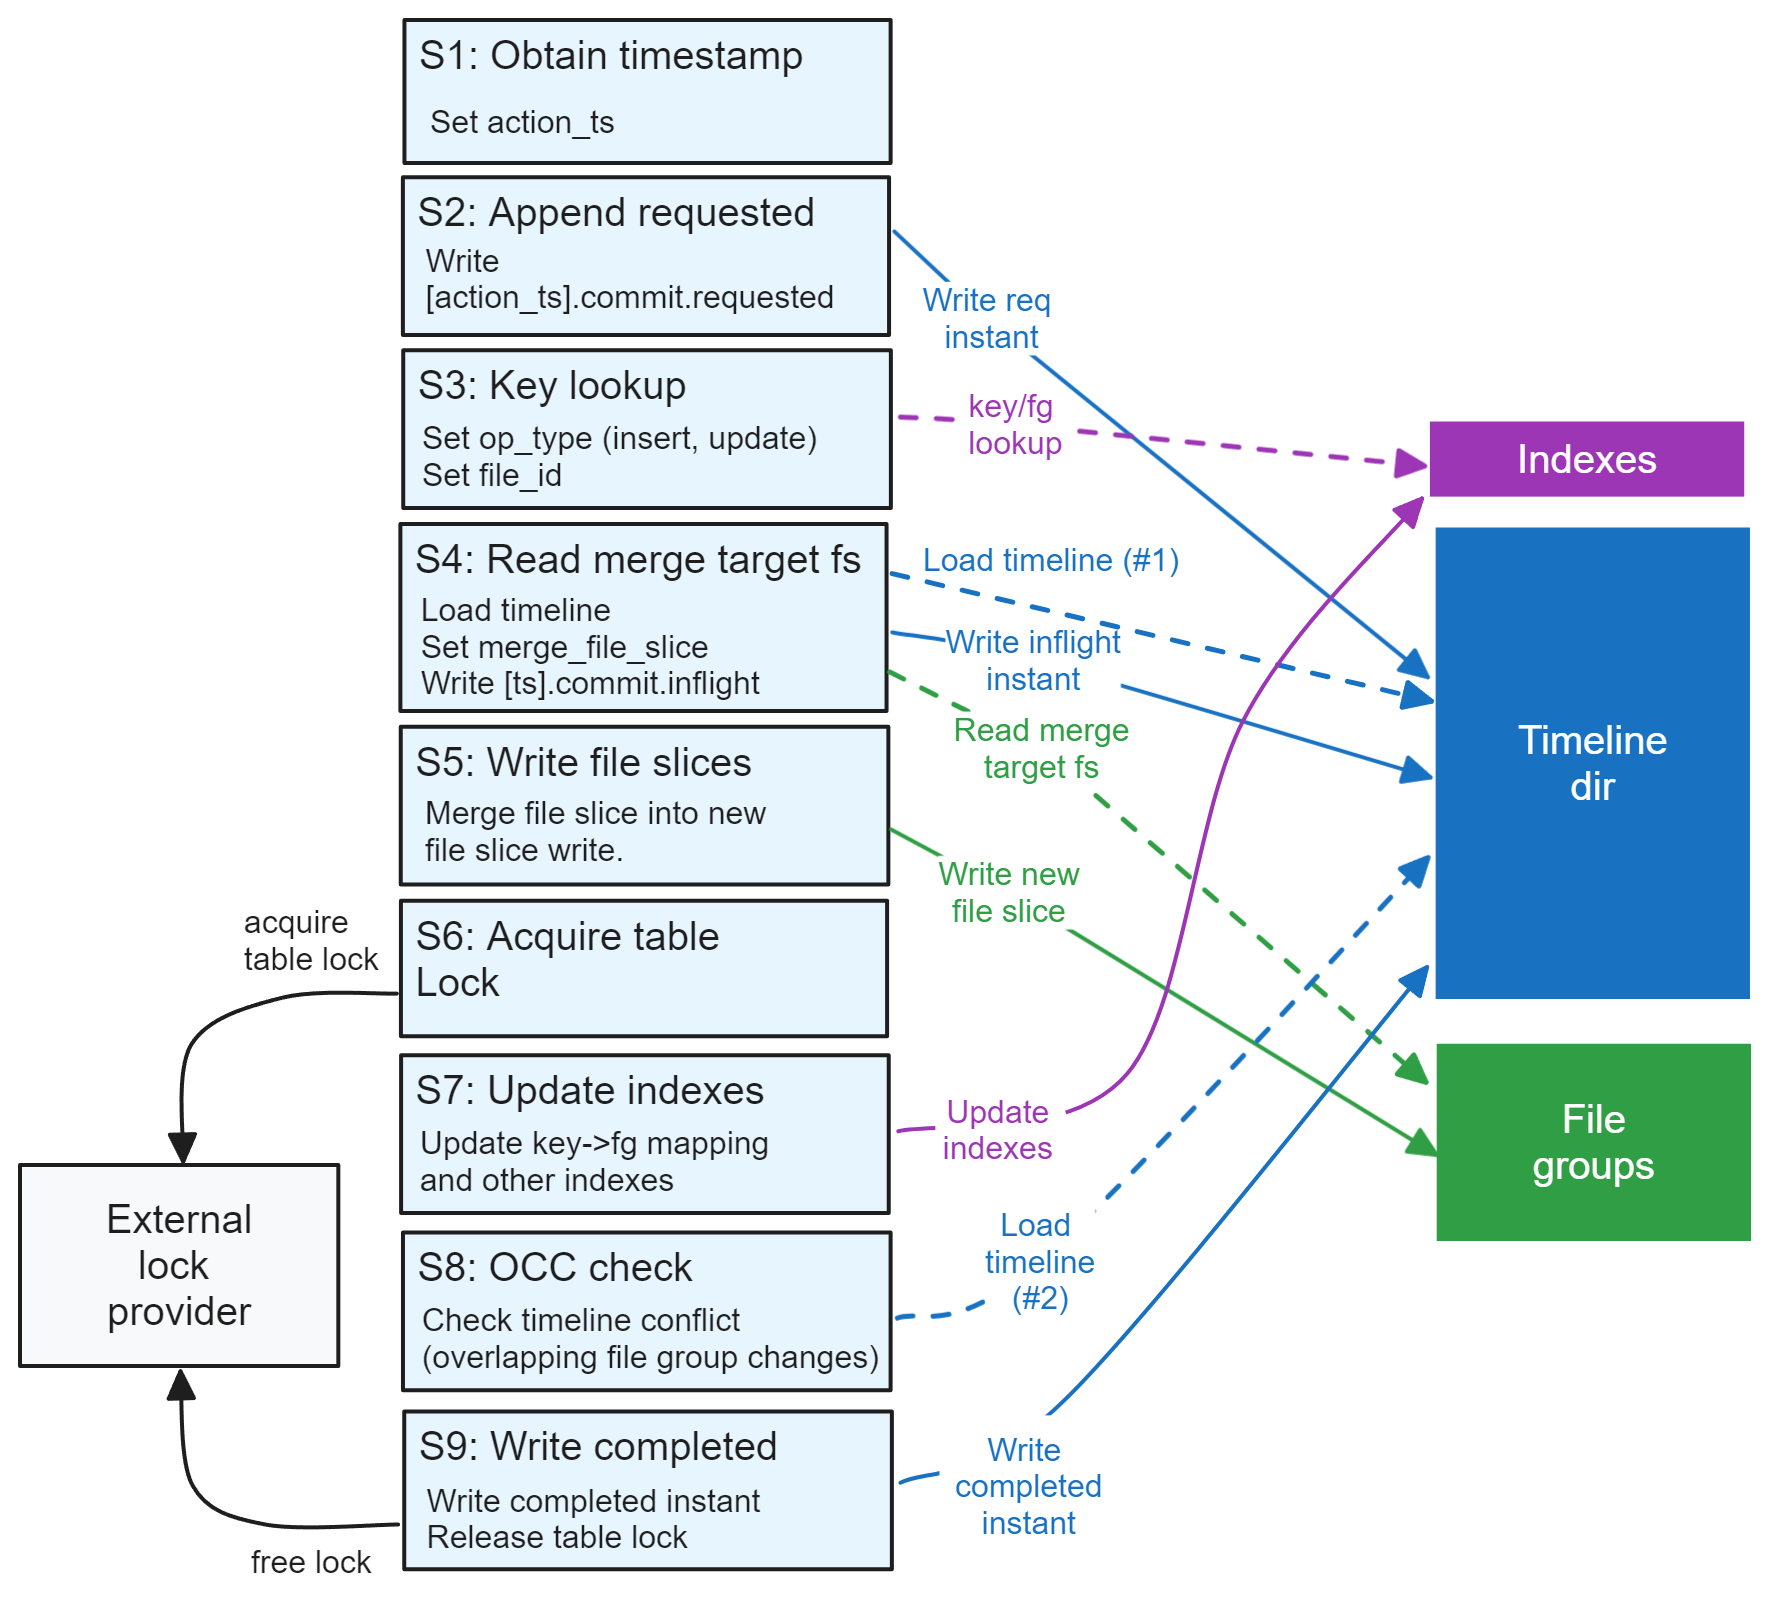 S1: Obtain timestamp
Set action_ts
S2: Append requested
Write
[action_ts].commit.requested
S3: Key lookup
Set op_type (insert, update)
Set file_id
S4: Read merge target fs
Load timeline
Set merge_file_slice
Write [ts].commit.inflight
S5: Write file slices
Merge file slice into new
file slice write.
S6: Acquire table
Lock
S7: Update indexes
Update key->fg mapping
and other indexes
S8: OCC check
Check timeline conflict
(overlapping file group changes)
S9: Write completed
Write completed instant
Release table lock
acquire
table lock
External
lock
provider
free lock
Write req
instant
key/fg
lookup
Load timeline (#1)
Write inflight
instant
Read merge
target fs
Write new
file slice
Update
indexes
Load
timeline
(#2)
Write
completed
instant
Indexes
Timeline
dir
File
groups